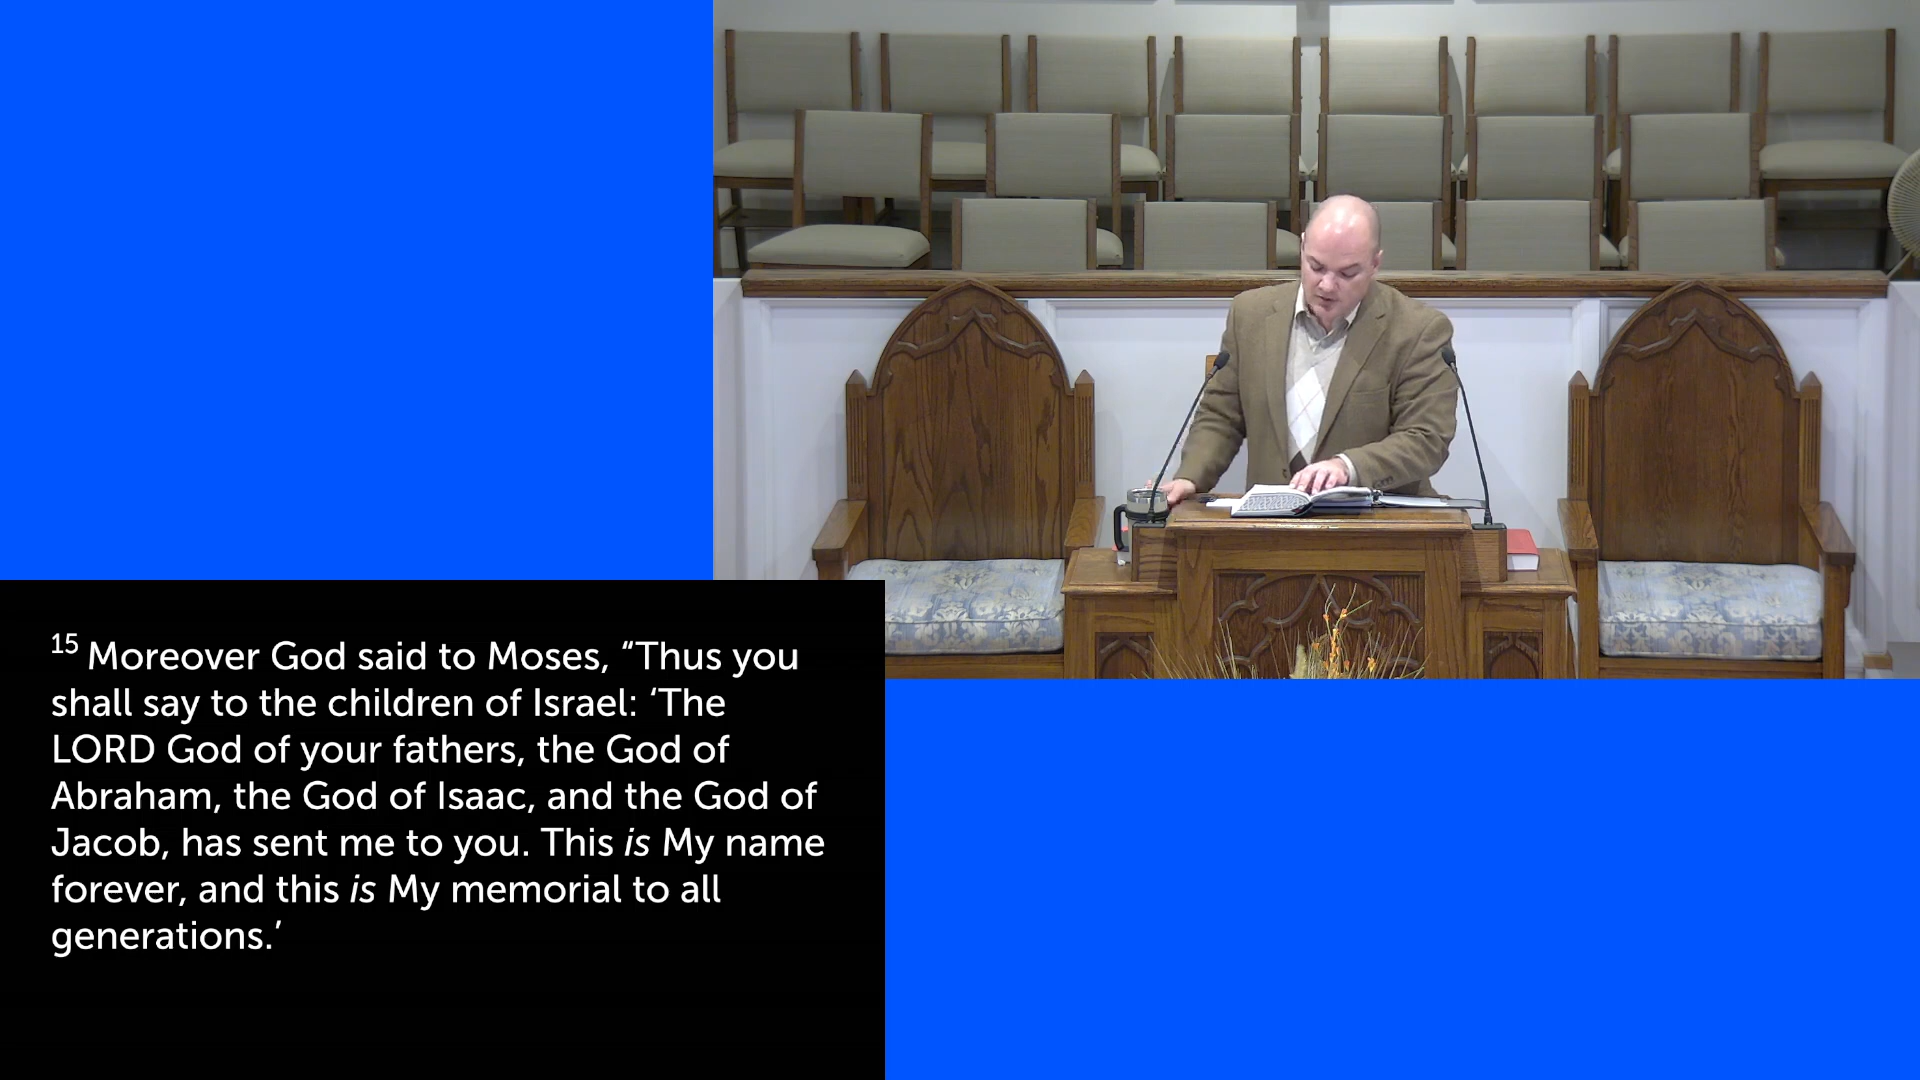 15 Moreover God said to Moses, “Thus you
shall say to the children of Israel: ‘The
LORD God of your fathers, the God of
Abraham, the God of Isaac, and the God of
Jacob, has sent me to you. This is My name
forever, and this is My memorial to all
generations.’